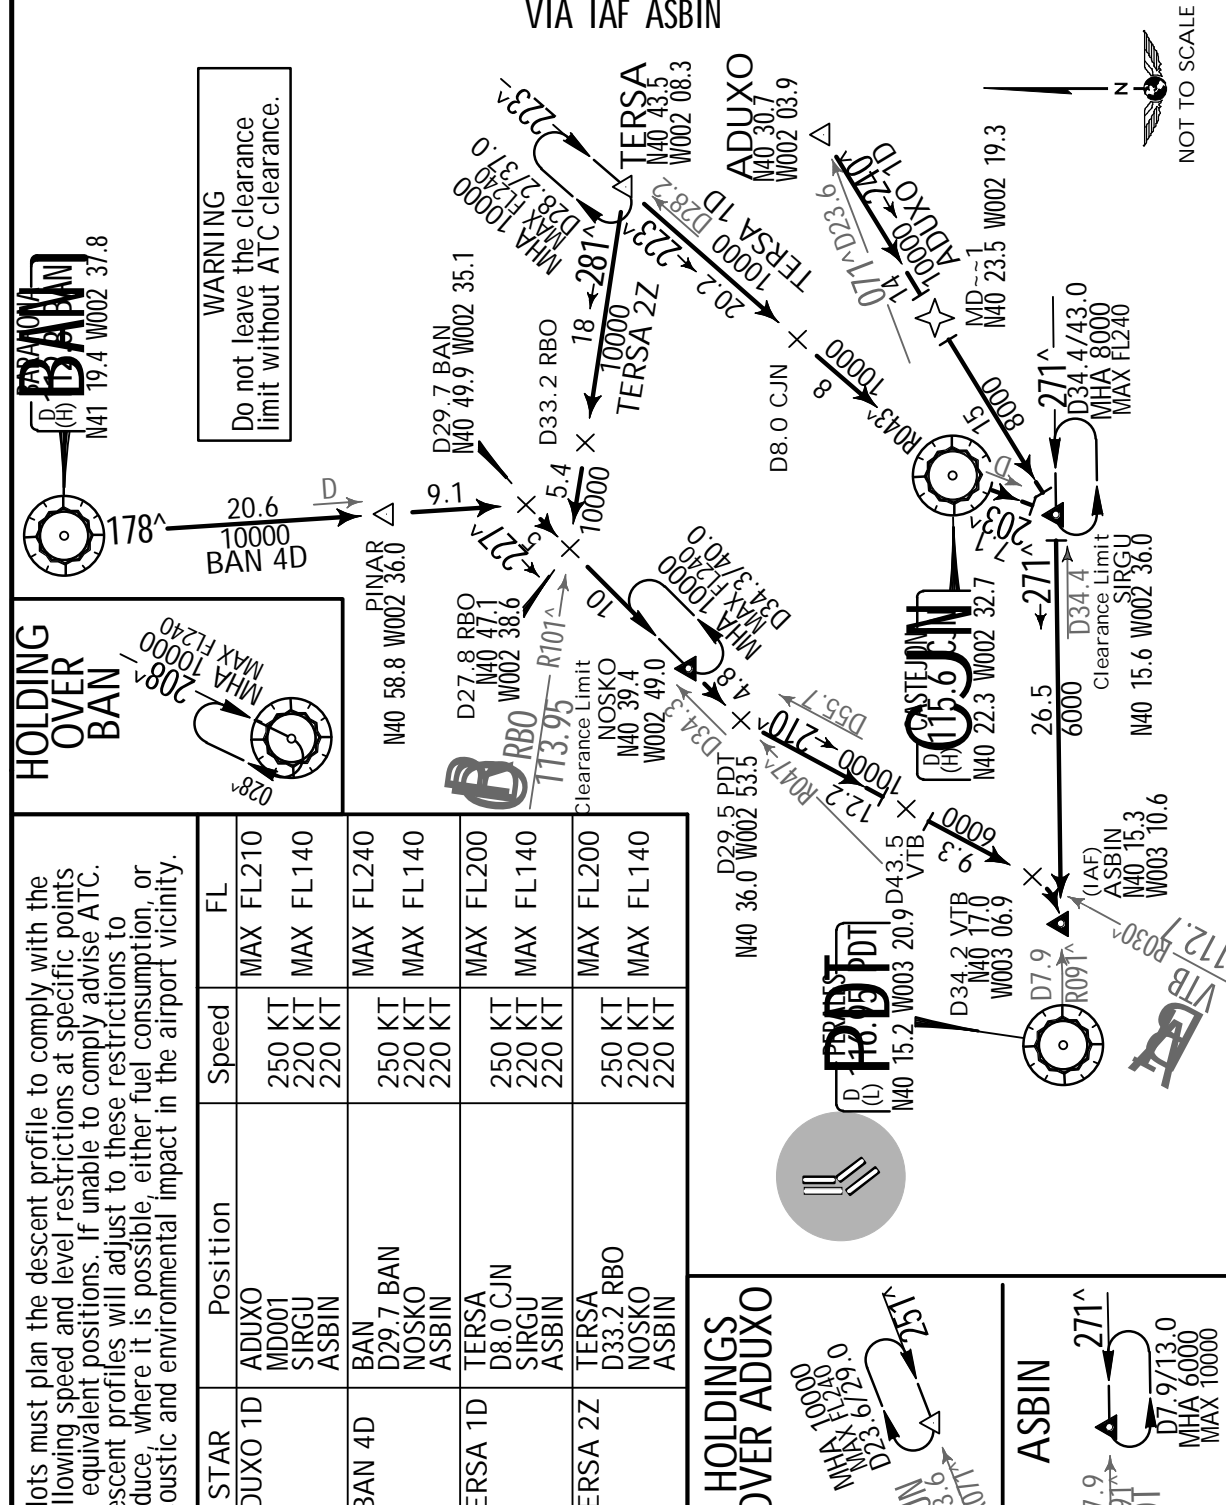 VIA IAF ASBIN
WARNING
Do not leave the clearance
limit without ATC clearance.
BARAHONA
D
(H)
BAN
N41 19.4 W002 37.8
178^
20.6
10000
BAN 4D
D
PINAR
N40 58.8 W002 36.0
9.1
D29.7 BAN
N40 49.9 W002 35.1
227^
5
D27.8 RBO
N40 47.1
W002 38.6
D33.2 RBO
5.4
10000
18
281^
10000
TERSA 2Z
223^
MHA 10000
MAX FL240
D28.2/37.0
TERSA
N40 43.5
W002 08.3
D28.2
223^
20.2
10000
TERSA 1D
D8.0 CJN
8
10000
R043^
ADUXO
N40 30.7
W002 03.9
071^
D23.6
240^
14
10000
ADUXO 1D
MD~~1
N40 23.5 W002 19.3
15
8000
N
NOT TO SCALE
271^
D34.4/43.0
MHA 8000
MAX FL240
203^
7.1
D
CASTEJON
D
(H)
115.6 CJN
CJN
N40 22.3 W002 32.7
271^
26.5
6000
D34.4
Clearance Limit
SIRGU
N40 15.6 W002 36.0
RBO
113.95
R101^
10
Clearance Limit
NOSKO
N40 39.4
W002 49.0
MHA 10000
MAX FL240
D34.3/40.0
D34.3
4.8
D29.5 PDT
N40 36.0 W002 53.5
R047^
D55.7
210^
12.2
10000
D43.5
VTB
9.3
6000
D34.2 VTB
N40 17.0
W003 06.9
(IAF)
ASBIN
N40 15.3
W003 10.6
R030^
VTB
112.7
D7.9
R091^
PERALES
D
(L)
PDT
N40 15.2 W003 20.9
HOLDING
OVER
BAN
208^
MHA
10000
MAX FL240
028^
lots must plan the descent profile to comply with the
llowing speed and level restrictions at specific points
equivalent positions. If unable to comply advise ATC.
escent profiles will adjust to these restrictions to
duce, where it is possible, either fuel consumption, or
oustic and environmental impact in the airport vicinity.
STAR Position Speed FL
DUXO 1D ADUXO MAX FL210
MD001 250 KT
SIRGU 220 KT MAX FL140
ASBIN 220 KT
BAN 4D BAN MAX FL240
D29.7 BAN 250 KT
NOSKO 220 KT MAX FL140
ASBIN 220 KT
ERSA 1D TERSA MAX FL200
D8.0 CJN 250 KT
SIRGU 220 KT MAX FL140
ASBIN 220 KT
ERSA 2Z TERSA MAX FL200
D33.2 RBO 250 KT
NOSKO 220 KT MAX FL140
ASBIN 220 KT
HOLDINGS
OVER ADUXO
MHA 10000
MAX FL240
D23.6/29.0
251^
071^
ASBIN
271^
D7.9/13.0
MHA 6000
MAX 10000